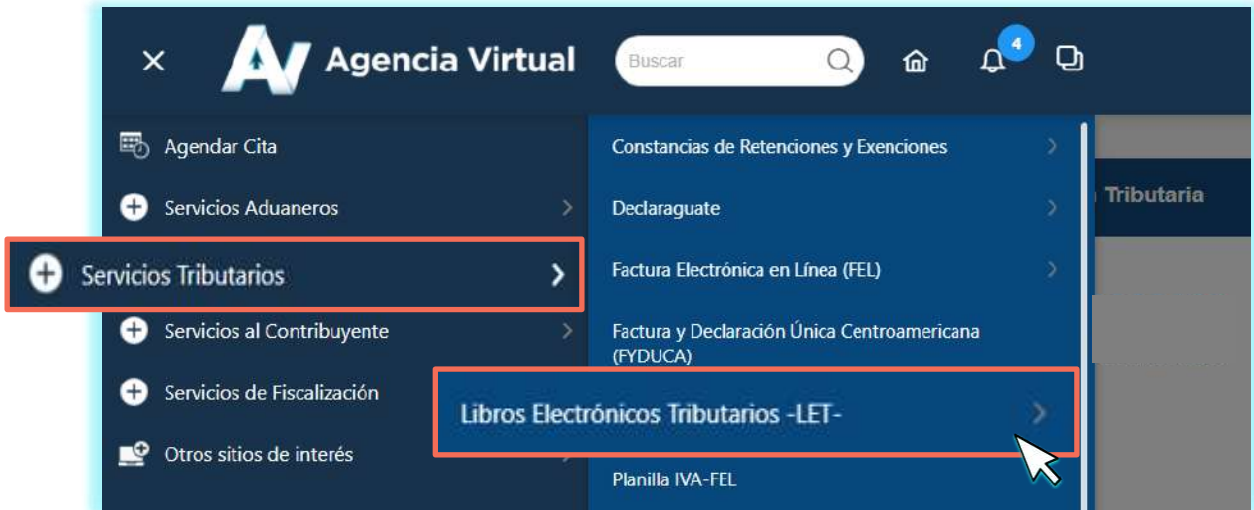 Agencia Virtual
Buscar
4
Agendar Cita
Servicios Aduaneros
Servicios Tributarios
Servicios al Contribuyente
Servicios de Fiscalización
Otros sitios de interés
Constancias de Retenciones y Exenciones
Declaraguate
Factura Electrónica en Línea (FEL)
Factura y Declaración Única Centroamericana
(FYDUCA)
Libros Electrónicos Tributarios -LET-
Planilla IVA-FEL
Tributaria